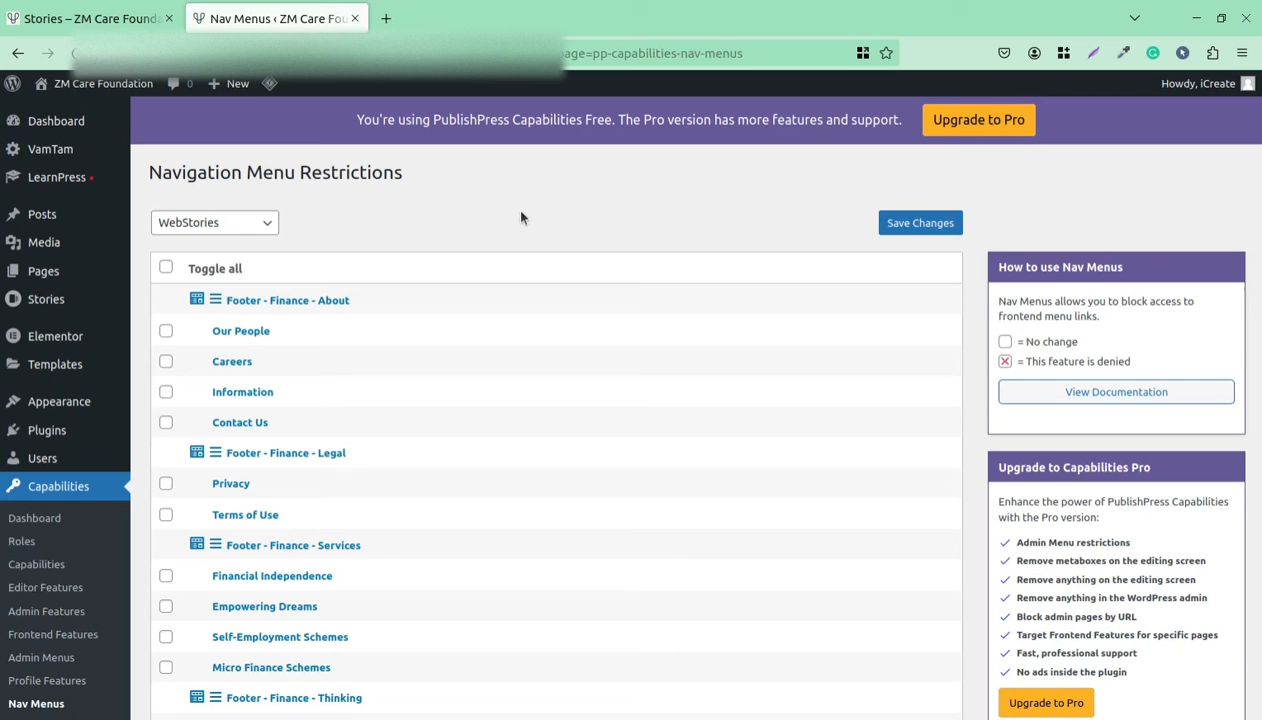 Stories – ZM Care Founda
Nav Menus ‹ ZM Care Fou
page=pp-capabilities-nav-menus
ZM Care Foundation
0
New
Howdy, iCreate
You're using PublishPress Capabilities Free. The Pro version has more features and support.
Upgrade to Pro
Dashboard
VamTam
LearnPress
Posts
Media
Pages
Stories
Elementor
Templates
Appearance
Plugins
Users
Capabilities
Dashboard
Roles
Capabilities
Editor Features
Admin Features
Frontend Features
Admin Menus
Profile Features
Nav Menus
Navigation Menu Restrictions
WebStories
Save Changes
Toggle all
Footer - Finance - About
Our People
Careers
Information
Contact Us
Footer - Finance - Legal
Privacy
Terms of Use
Footer - Finance - Services
Financial Independence
Empowering Dreams
Self-Employment Schemes
Micro Finance Schemes
Footer - Finance - Thinking
How to use Nav Menus
Nav Menus allows you to block access to
frontend menu links.
= No change
= This feature is denied
View Documentation
Upgrade to Capabilities Pro
Enhance the power of PublishPress Capabilities
with the Pro version:
Admin Menu restrictions
Remove metaboxes on the editing screen
Remove anything on the editing screen
Remove anything in the WordPress admin
Block admin pages by URL
Target Frontend Features for specific pages
Fast, professional support
No ads inside the plugin
Upgrade to Pro